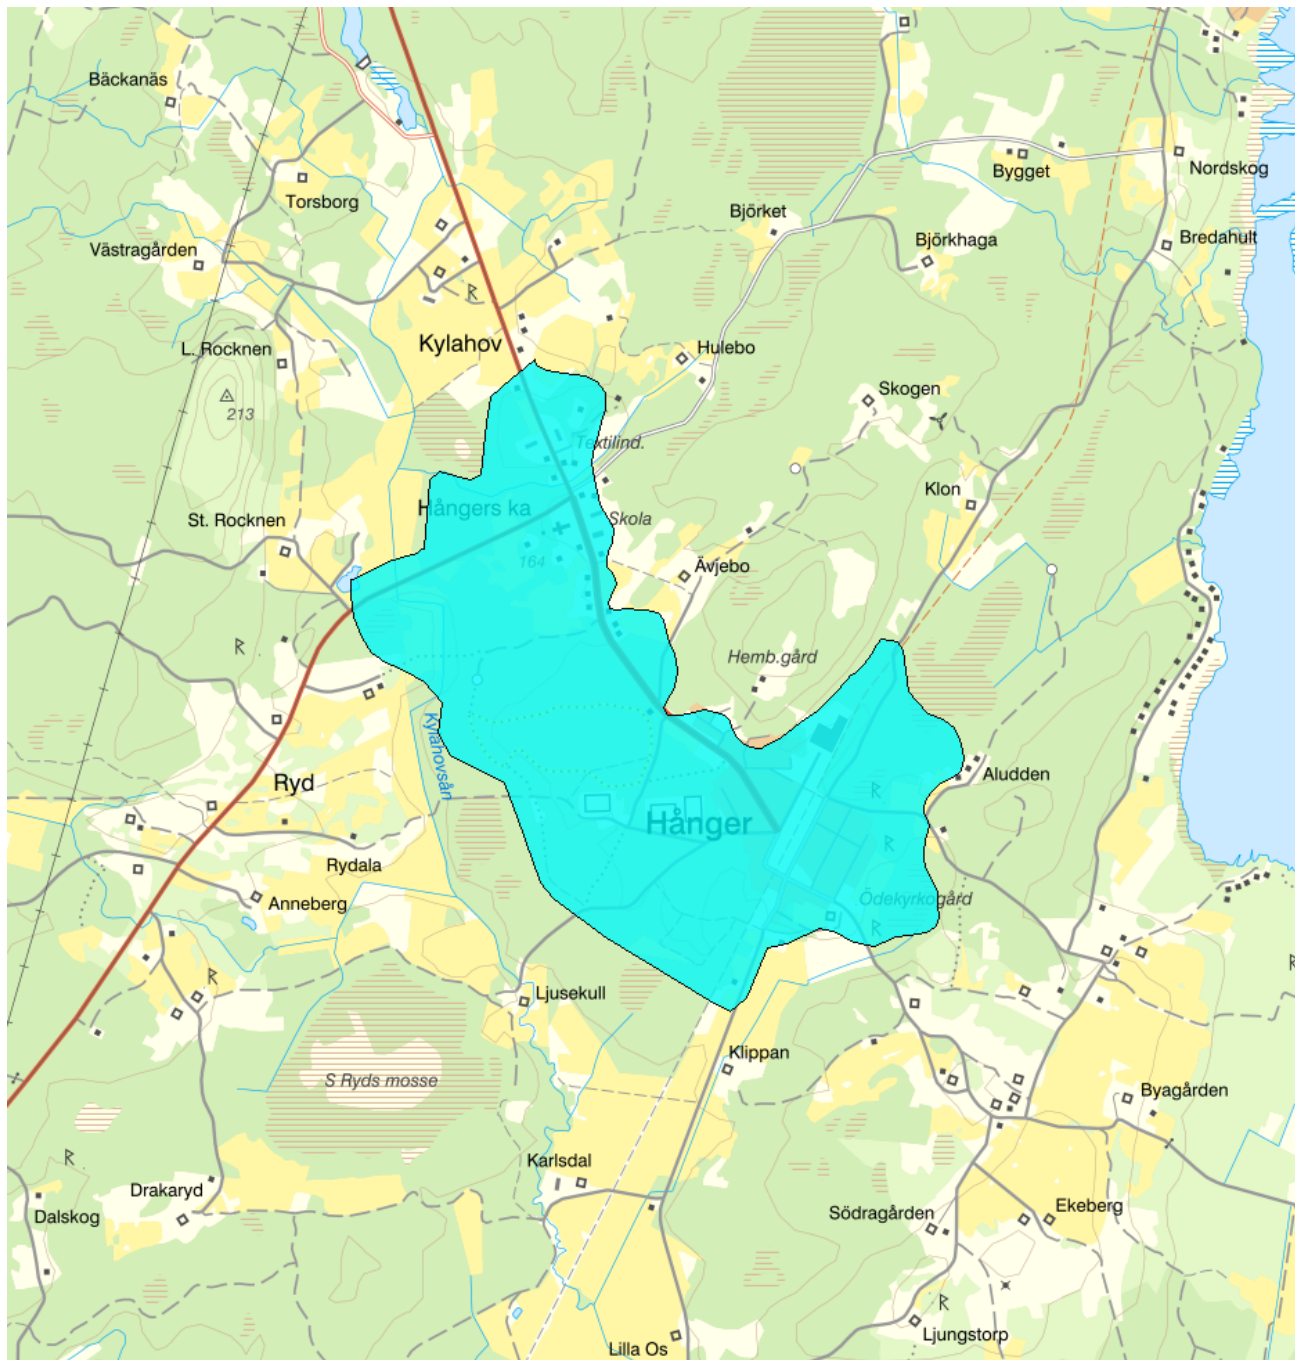 Bäckanäs
Torsborg
Västragården
Bygget
Nordskog
Björket
Björkhaga
Bredahult
Kylahov
L. Rocknen
Hulebo
213
Skogen
Textilind.
Klon
Hångers ka
St. Rocknen
Skola
164
Ävjebo
Hemb.gård
Kylahovsån
Ryd
Aludden
Hånger
Rydala
Anneberg
Ödekyrkogård
Ljusekull
Klippan
S Ryds mosse
Byagården
Karlsdal
Drakaryd
Dalskog
Södragården
Ekeberg
Ljungstorp
Lilla Os
R
R
R
R
R
R
R
R
R